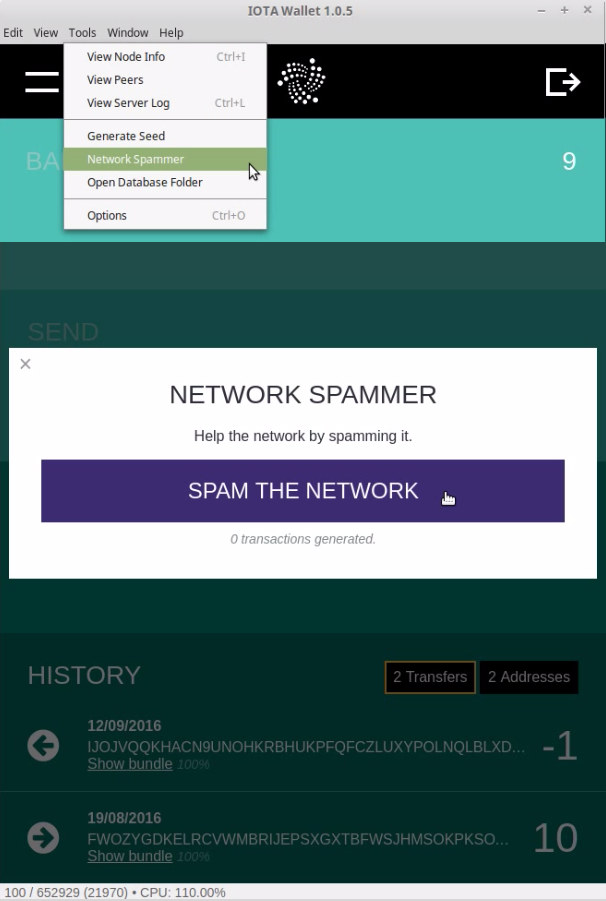 IOTA Wallet 1.0.5
Edit View Tools Window Help
View Node Info Ctrl+I
View Peers
View Server Log Ctrl+L
Generate Seed
Network Spammer
Open Database Folder
Options Ctrl+O
BA 9
SEND
×
NETWORK SPAMMER
Help the network by spamming it.
SPAM THE NETWORK
0 transactions generated.
HISTORY 2 Transfers 2 Addresses
12/09/2016
IJOJVQQKHACN9UNOHKRBHUKPFQFCZLUXYPOLNQLBLXD... -1
Show bundle 100%
19/08/2016
FWOZYGDKELRCVWMBRIJEPSXGXTBFWSJHMSOKPKSO... 10
Show bundle 100%
100 / 652929 (21970) • CPU: 110.00%